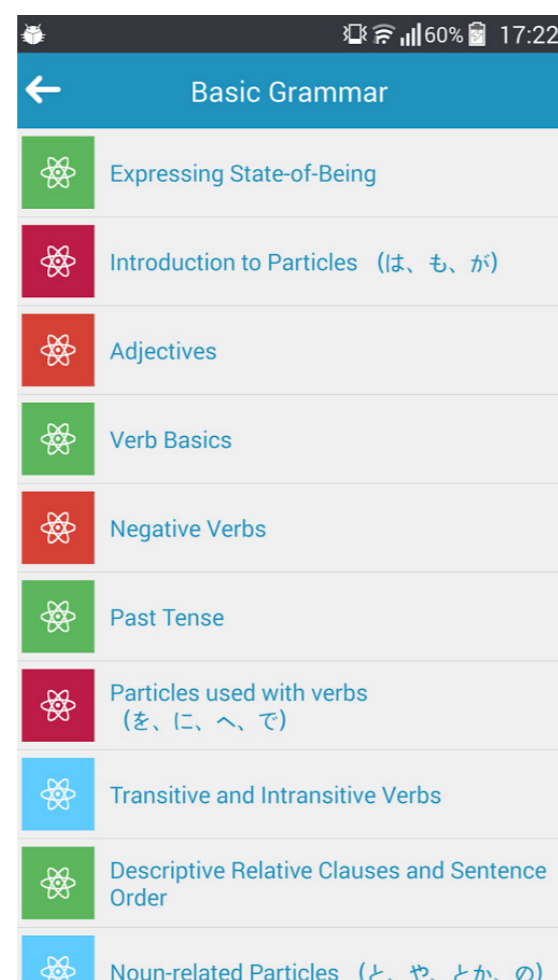 60% 17:22
Basic Grammar
Expressing State-of-Being
Introduction to Particles （は、も、が）
Adjectives
Verb Basics
Negative Verbs
Past Tense
Particles used with verbs
（を、に、へ、で）
Transitive and Intransitive Verbs
Descriptive Relative Clauses and Sentence
Order
Noun-related Particles （と、や、とか、の）